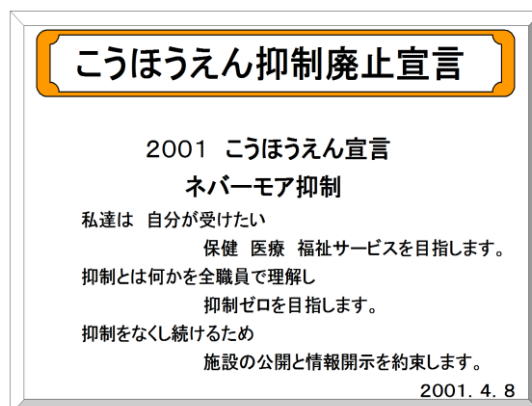 こうほうえん抑制廃止宣言
2001 こうほうえん宣言
ネバーモア抑制
私達は 自分が受けたい
保健 医療 福祉サービスを目指します。
抑制とは何かを全職員で理解し
抑制ゼロを目指します。
抑制をなくし続けるため
施設の公開と情報開示を約束します。
2001. 4. 8